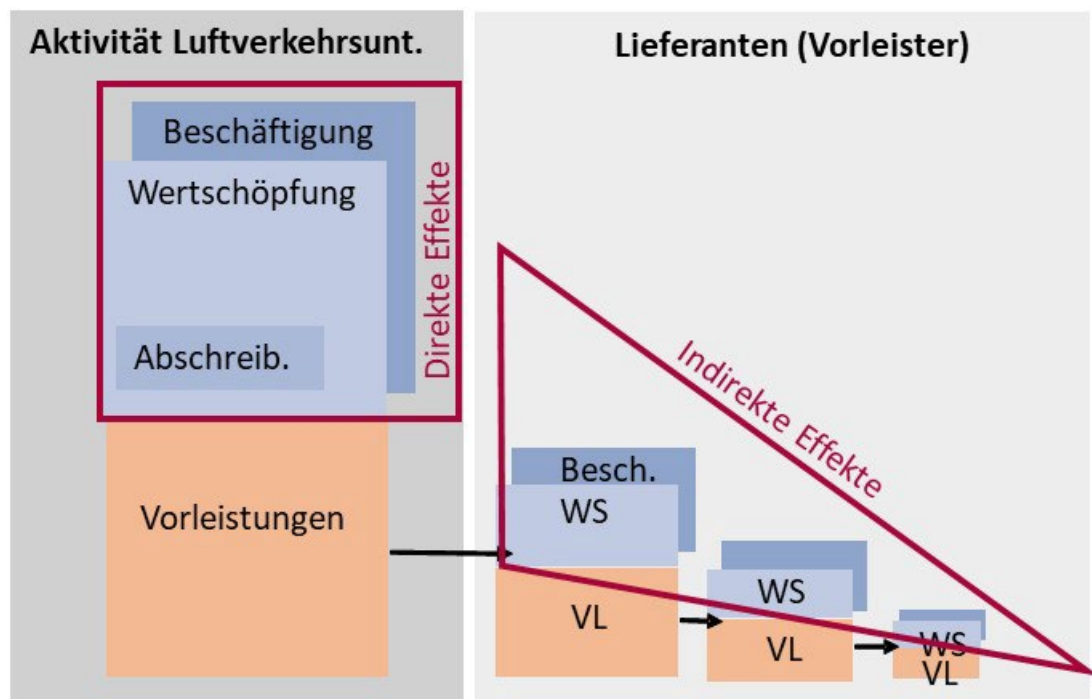 Aktivität Luftverkehrsunt.
Beschäftigung
Wertschöpfung
Abschreib.
Direkte Effekte
Vorleistungen
Lieferanten (Vorleister)
Indirekte Effekte
Besch.
WS
VL
WS
VL
WS
VL